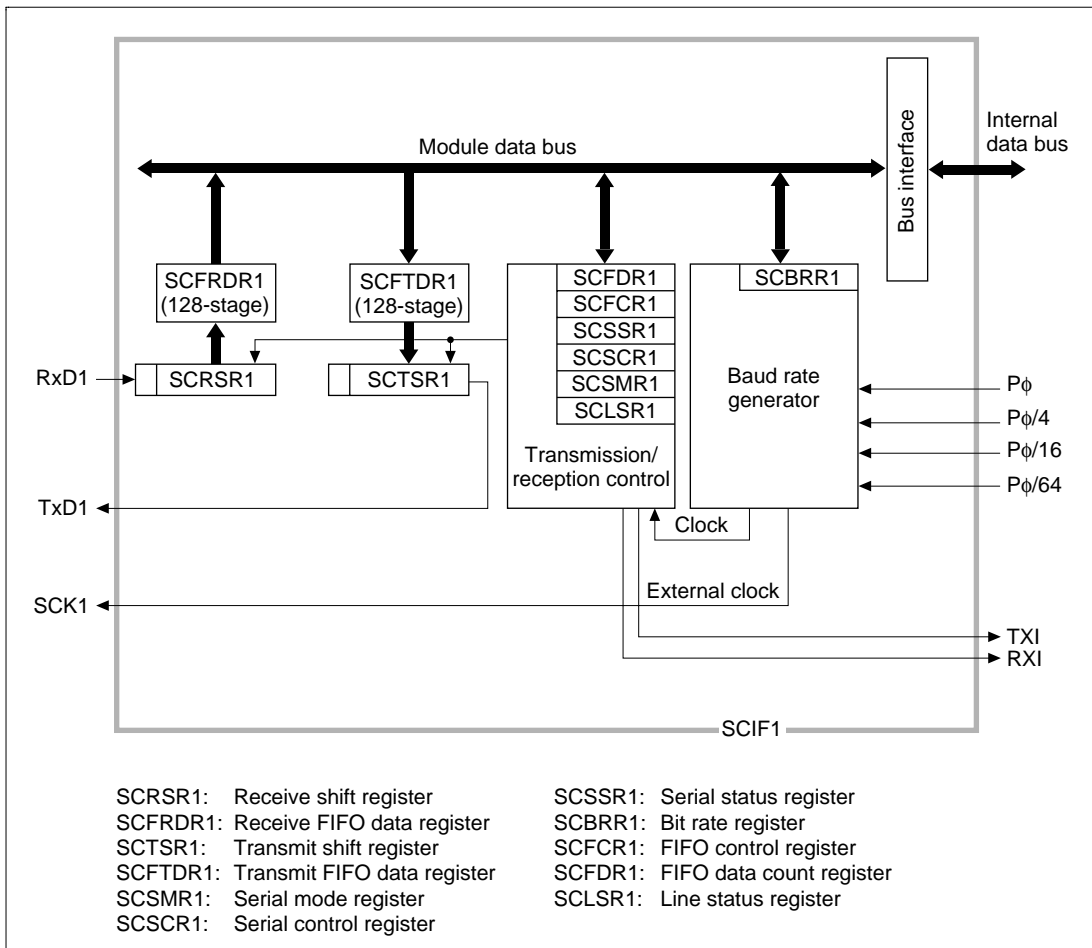 Module data bus
Bus interface
Internal
data bus
SCFRDR1
(128-stage)
SCFTDR1
(128-stage)
SCFDR1
SCFCR1
SCSSR1
SCSCR1
SCSMR1
SCLSR1
Transmission/
reception control
SCBRR1
Baud rate
generator
RxD1
SCRSR1
SCTSR1
Pϕ
Pϕ/4
Pϕ/16
Pϕ/64
TxD1
Clock
External clock
SCK1
TXI
RXI
SCIF1
SCRSR1: Receive shift register
SCFRDR1: Receive FIFO data register
SCTSR1: Transmit shift register
SCFTDR1: Transmit FIFO data register
SCSMR1: Serial mode register
SCSCR1: Serial control register
SCSSR1: Serial status register
SCBRR1: Bit rate register
SCFCR1: FIFO control register
SCFDR1: FIFO data count register
SCLSR1: Line status register